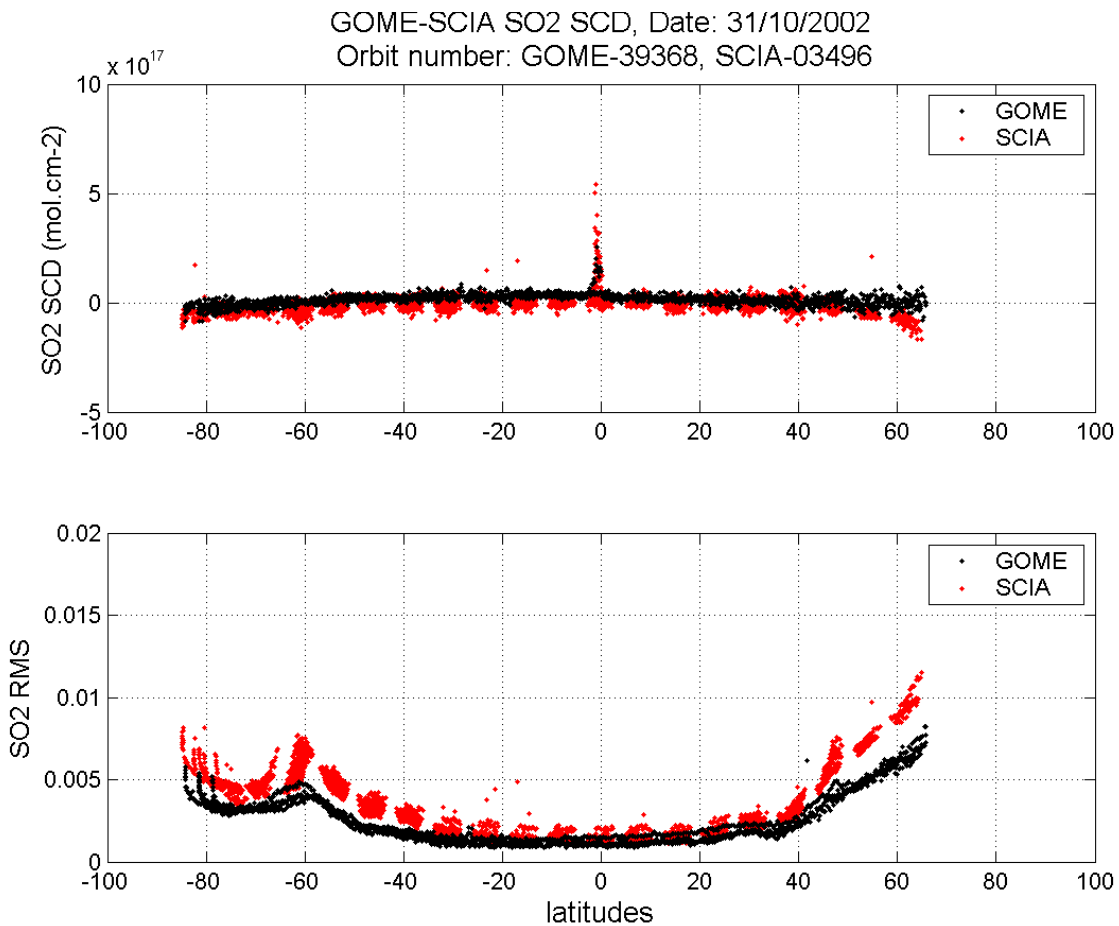 GOME-SCIA SO2 SCD, Date: 31/10/2002
Orbit number: GOME-39368, SCIA-03496
10 x 10^17
SO2 SCD (mol.cm-2)
5
0
-5
-100 -80 -60 -40 -20 0 20 40 60 80 100
GOME
SCIA
0.02
0.015
0.01
0.005
0
SO2 RMS
-100 -80 -60 -40 -20 0 20 40 60 80 100
latitudes
GOME
SCIA